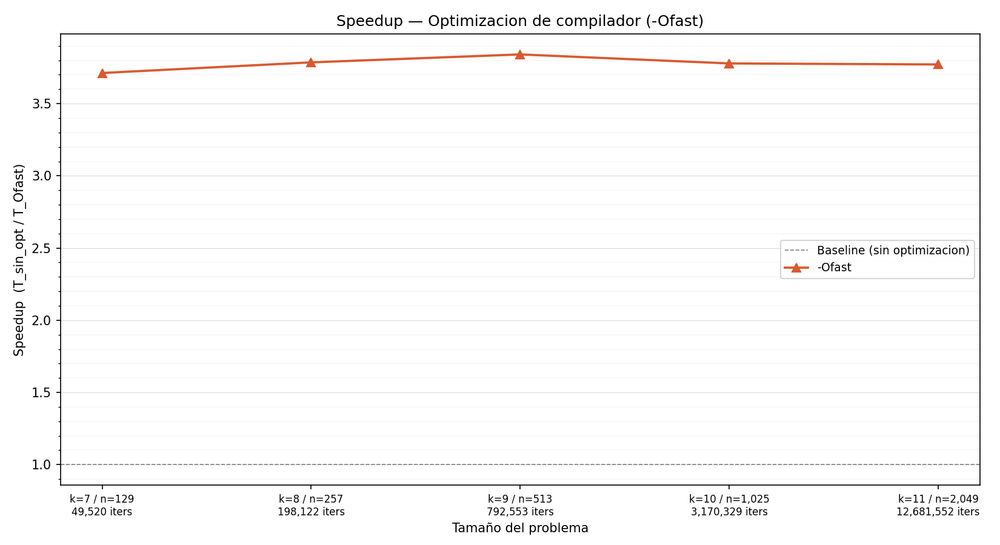 Speedup — Optimizacion de compilador (-Ofast)
Speedup  (T_sin_opt / T_Ofast)
3.5
3.0
2.5
2.0
1.5
1.0
Baseline (sin optimizacion)
-Ofast
k=7 / n=129
49,520 iters
k=8 / n=257
198,122 iters
k=9 / n=513
792,553 iters
k=10 / n=1,025
3,170,329 iters
k=11 / n=2,049
12,681,552 iters
Tamaño del problema